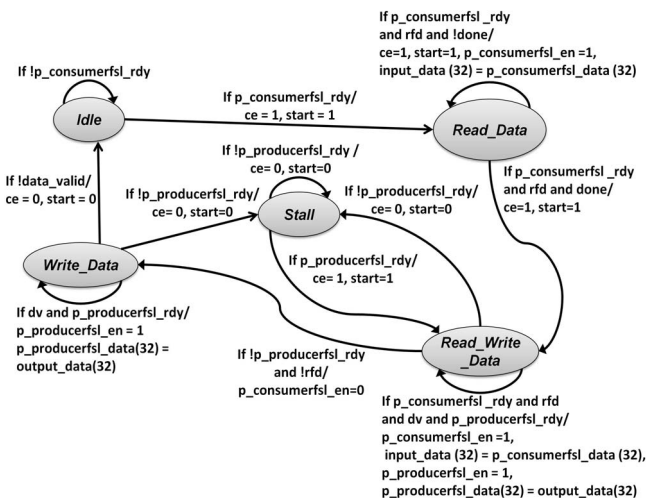 If p_consumerfsl _rdy
and rfd and !done/
ce=1, start=1, p_consumerfsl_en =1,
input_data (32) = p_consumerfsl_data (32)
If !p_consumerfsl_rdy
Idle
If p_consumerfsl_rdy/
ce = 1, start = 1
Read_Data
If !p_producerfsl_rdy /
ce= 0, start=0
If p_consumerfsl _rdy
and rfd and done/
ce=1, start=1
If !data_valid/
ce = 0, start = 0
If !p_producerfsl_rdy/
ce= 0, start=0
If !p_producerfsl_rdy/
ce= 0, start=0
Stall
Write_Data
If p_producerfsl_rdy/
ce= 1, start=1
If dv and p_producerfsl_rdy/
p_producerfsl_en = 1
p_producerfsl_data(32) =
output_data(32)
If !p_producerfsl_rdy
and !rfd/
p_consumerfsl_en=0
Read_Write
_Data
If p_consumerfsl _rdy and rfd
and dv and p_producerfsl_rdy/
p_consumerfsl_en =1,
input_data (32) = p_consumerfsl_data (32),
p_producerfsl_en = 1,
p_producerfsl_data(32) = output_data(32)